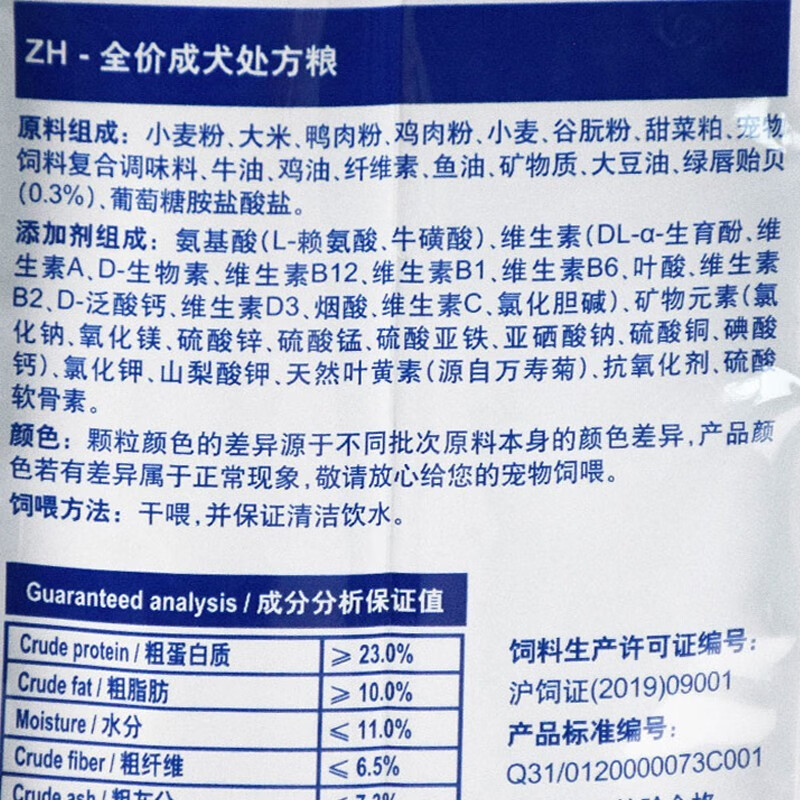 ZH - 全价成犬处方粮
原料组成：小麦粉、大米、鸭肉粉、鸡肉粉、小麦、谷朊粉、甜菜粕、宠物
饲料复合调味料、牛油、鸡油、纤维素、鱼油、矿物质、大豆油、绿唇贻贝
(0.3%)、葡萄糖胺盐酸盐。
添加剂组成：氨基酸(L-赖氨酸、牛磺酸)、维生素(DL-α-生育酚、维
生素A、D-生物素、维生素B12、维生素B1、维生素B6、叶酸、维生素
B2、D-泛酸钙、维生素D3、烟酸、维生素C、氯化胆碱)、矿物元素(氯
化钠、氧化镁、硫酸锌、硫酸锰、硫酸亚铁、亚硒酸钠、硫酸铜、碘酸
钙)、氯化钾、山梨酸钾、天然叶黄素(源自万寿菊)、抗氧化剂、硫酸
软骨素。
颜色：颗粒颜色的差异源于不同批次原料本身的颜色差异,产品颜
色若有差异属于正常现象,敬请放心给您的宠物饲喂。
饲喂方法：干喂,并保证清洁饮水。
Guaranteed analysis / 成分分析保证值
Crude protein / 粗蛋白质 ≥ 23.0%
Crude fat / 粗脂肪 ≥ 10.0%
Moisture / 水分 ≤ 11.0%
Crude fiber / 粗纤维 ≤ 6.5%
Crude ash / 粗灰分
饲料生产许可证编号：
沪饲证(2019)09001
产品标准编号：
Q31/0120000073C001